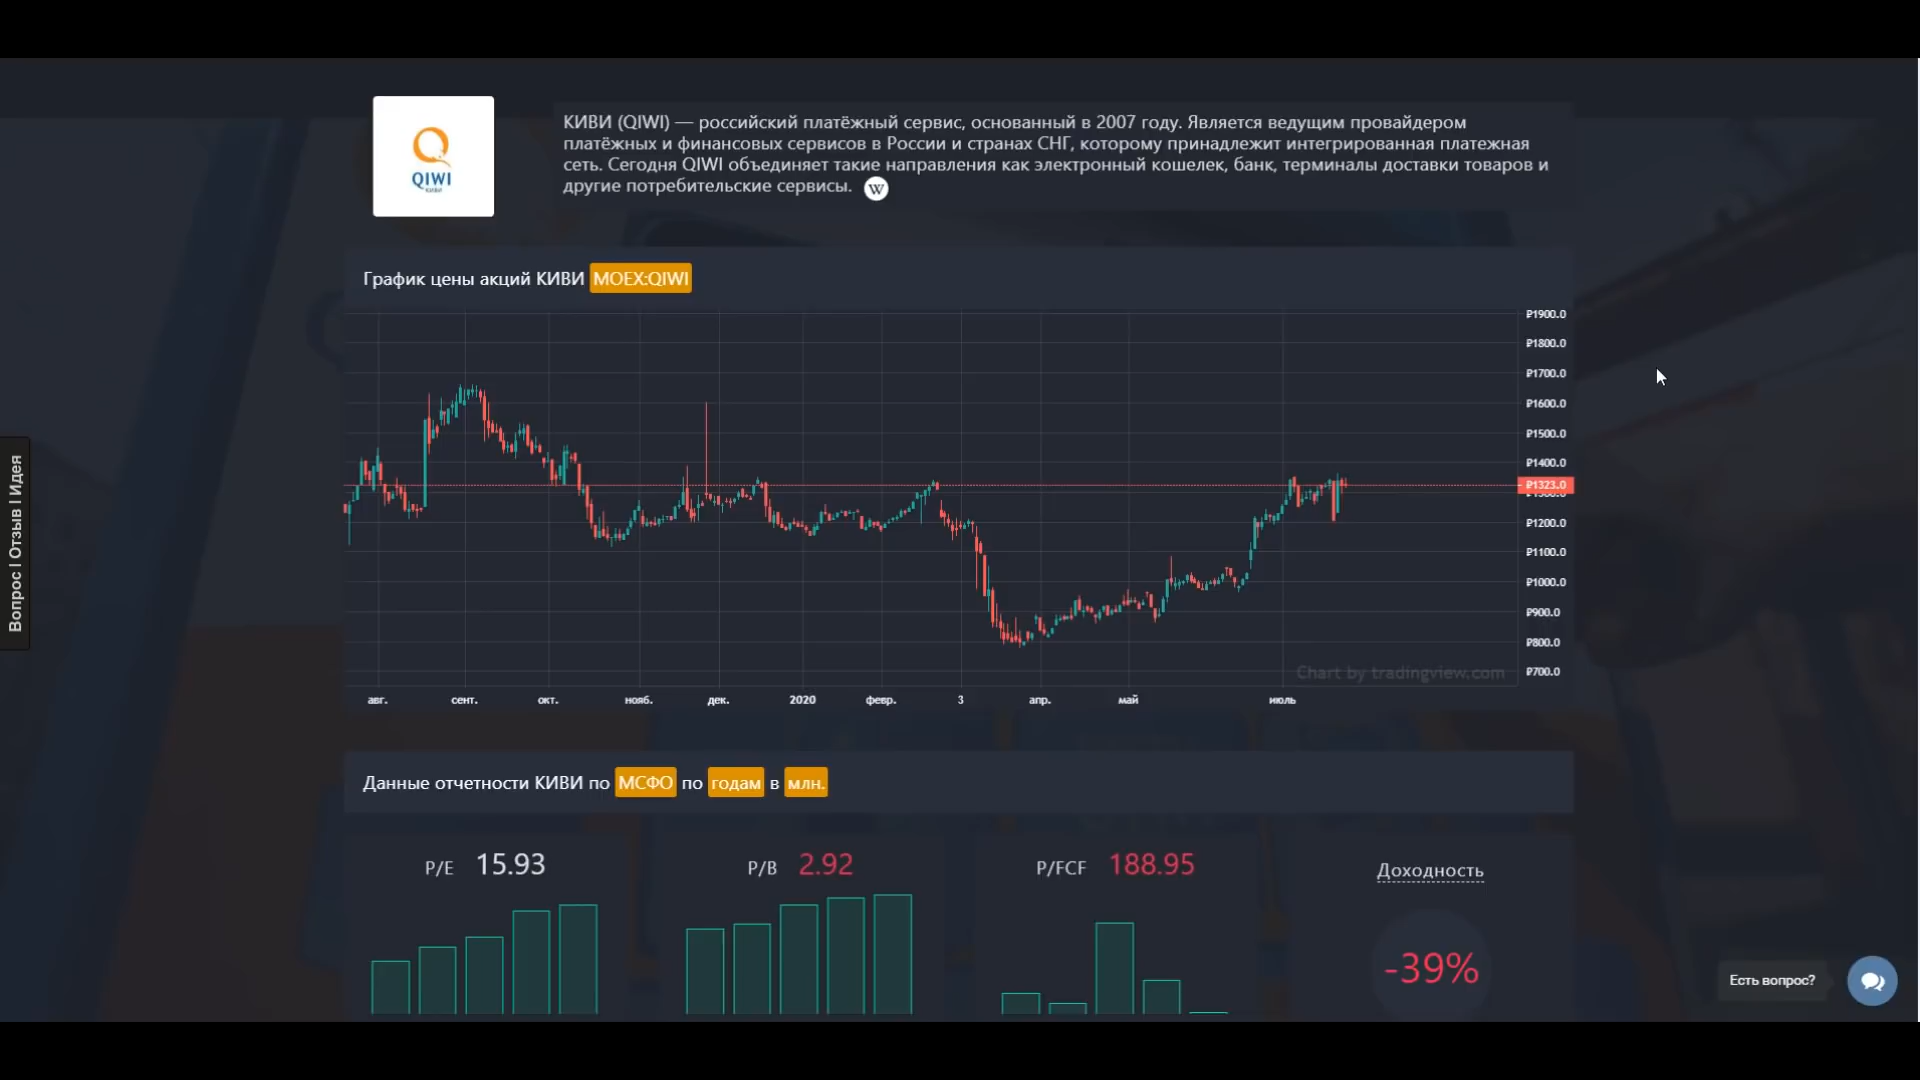 QIWI
КИВИ
КИВИ (QIWI) — российский платёжный сервис, основанный в 2007 году. Является ведущим провайдером
платёжных и финансовых сервисов в России и странах СНГ, которому принадлежит интегрированная платежная
сеть. Сегодня QIWI объединяет такие направления как электронный кошелек, банк, терминалы доставки товаров и
другие потребительские сервисы. W
График цены акций КИВИ MOEX:QIWI
₽1900.0
₽1800.0
₽1700.0
₽1600.0
₽1500.0
₽1400.0
₽1323.0
₽1300.0
₽1200.0
₽1100.0
₽1000.0
₽900.0
₽800.0
₽700.0
Chart by tradingview.com
авг. сент. окт. нояб. дек. 2020 февр. 3 апр. май июль
Вопрос | Отзыв | Идея
Данные отчетности КИВИ по МСФО по годам в млн.
P/E 15.93
P/B 2.92
P/FCF 188.95
Доходность
-39%
Есть вопрос?